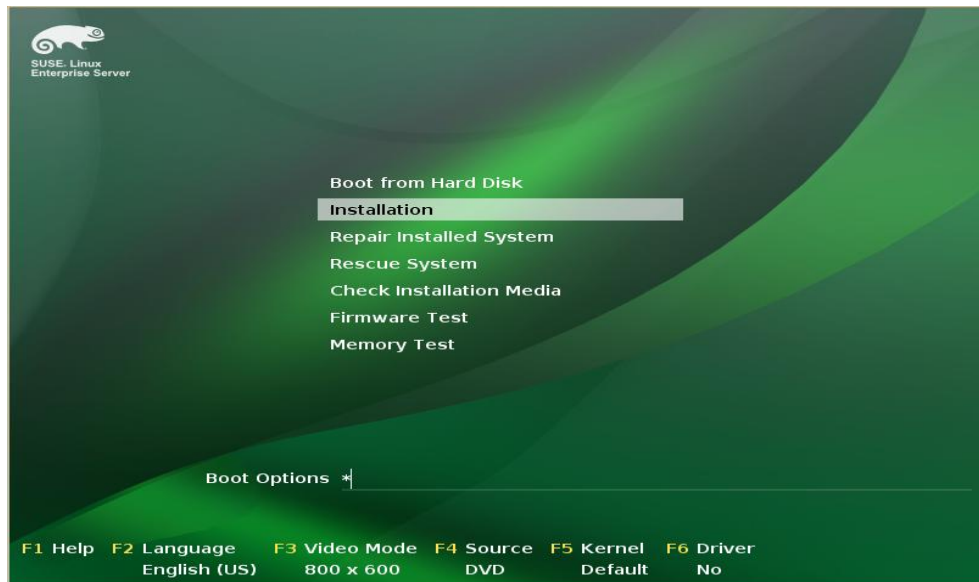 SUSE. Linux
Enterprise Server
Boot from Hard Disk
Installation
Repair Installed System
Rescue System
Check Installation Media
Firmware Test
Memory Test
Boot Options *
F1 Help F2 Language F3 Video Mode F4 Source F5 Kernel F6 Driver
English (US) 800 x 600 DVD Default No